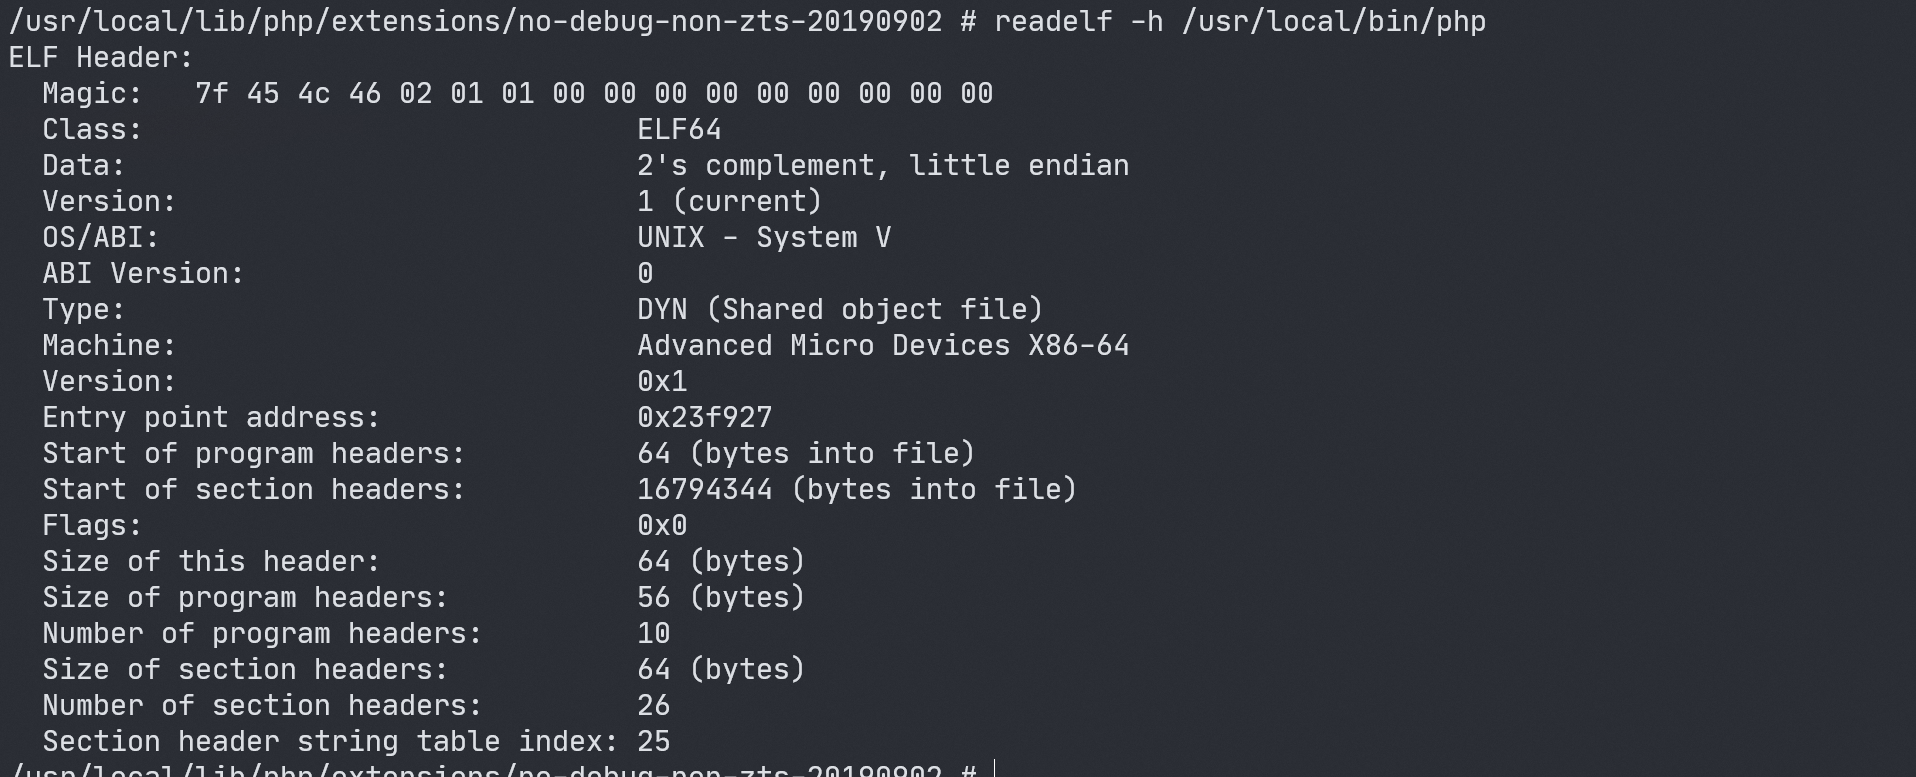 /usr/local/lib/php/extensions/no-debug-non-zts-20190902 # readelf -h /usr/local/bin/php
ELF Header:
  Magic:   7f 45 4c 46 02 01 01 00 00 00 00 00 00 00 00 00
  Class:                             ELF64
  Data:                              2's complement, little endian
  Version:                           1 (current)
  OS/ABI:                            UNIX - System V
  ABI Version:                       0
  Type:                              DYN (Shared object file)
  Machine:                           Advanced Micro Devices X86-64
  Version:                           0x1
  Entry point address:               0x23f927
  Start of program headers:          64 (bytes into file)
  Start of section headers:          16794344 (bytes into file)
  Flags:                             0x0
  Size of this header:               64 (bytes)
  Size of program headers:           56 (bytes)
  Number of program headers:         10
  Size of section headers:           64 (bytes)
  Number of section headers:         26
  Section header string table index: 25
/usr/local/lib/php/extensions/no-debug-non-zts-20190902 #